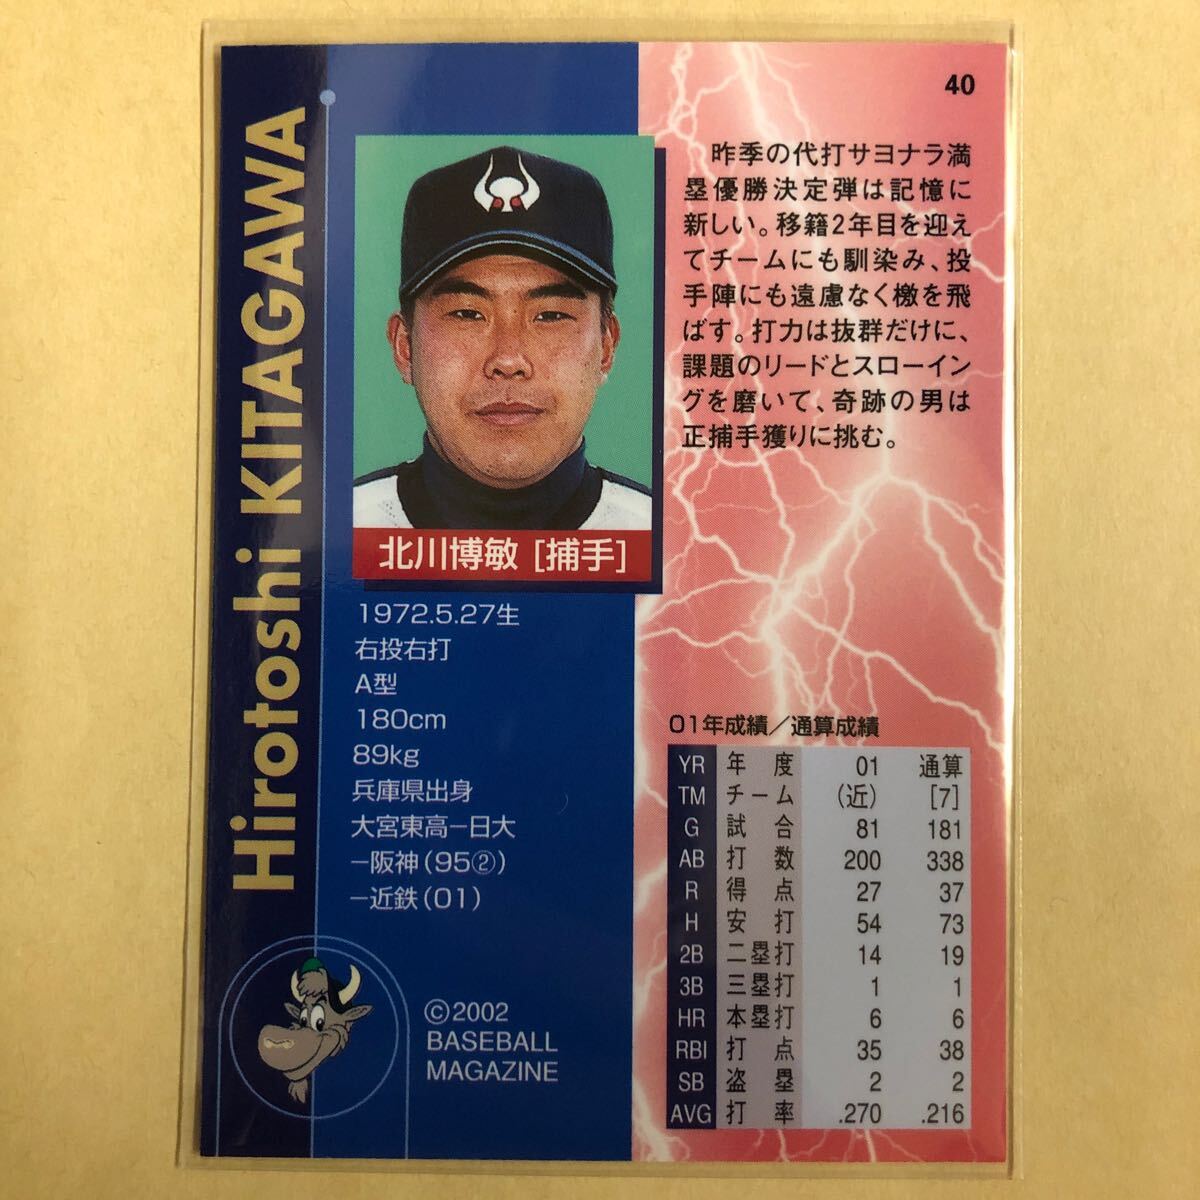 Hirotoshi KITAGAWA
40
昨季の代打サヨナラ満
塁優勝決定弾は記憶に
新しい。移籍2年目を迎え
てチームにも馴染み、投
手陣にも遠慮なく檄を飛
ばす。打力は抜群だけに、
課題のリードとスローイン
グを磨いて、奇跡の男は
正捕手獲りに挑む。
北川博敏 [捕手]
1972.5.27生
右投右打
A型
180cm
89kg
兵庫県出身
大宮東高ー日大
ー阪神(95②)
ー近鉄(01)
©2002
BASEBALL
MAGAZINE
01年成績／通算成績
YR 年度 01 通算
TM チーム (近) [7]
G 試合 81 181
AB 打数 200 338
R 得点 27 37
H 安打 54 73
2B 二塁打 14 19
3B 三塁打 1 1
HR 本塁打 6 6
RBI 打点 35 38
SB 盗塁 2 2
AVG 打率 .270 .216